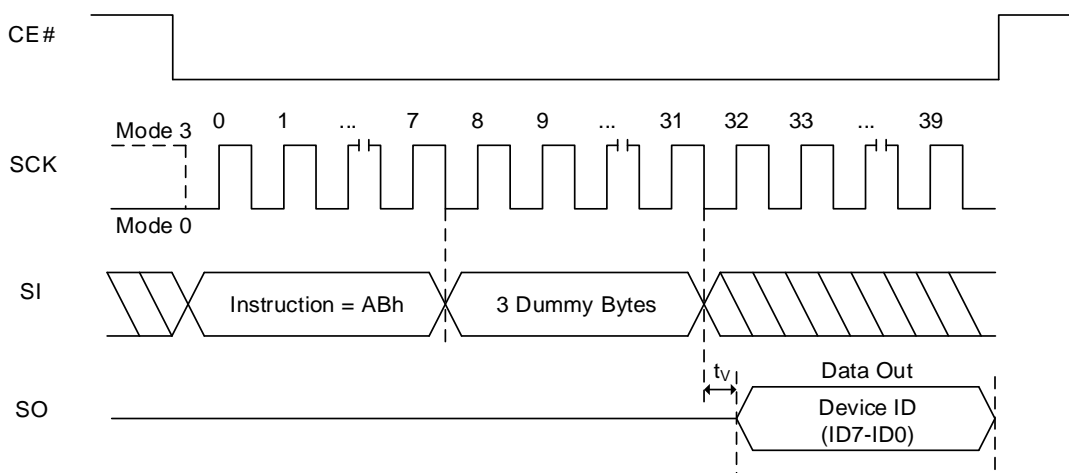 CE#
Mode 3
0 1 ... 7 8 9 ... 31 32 33 ... 39
SCK
Mode 0
SI
Instruction = ABh
3 Dummy Bytes
tV
Data Out
SO
Device ID
(ID7-ID0)